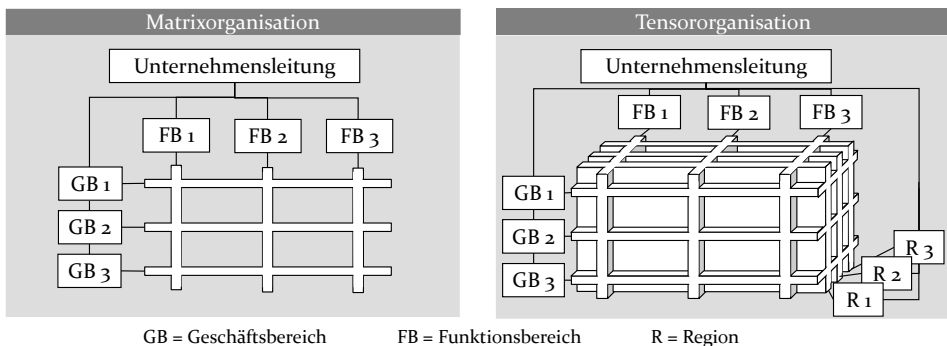 Matrixorganisation
Unternehmensleitung
FB 1 FB 2 FB 3
GB 1
GB 2
GB 3
Tensororganisation
Unternehmensleitung
FB 1 FB 2 FB 3
GB 1
GB 2
GB 3
R 3
R 2
R 1
GB = Geschäftsbereich FB = Funktionsbereich R = Region